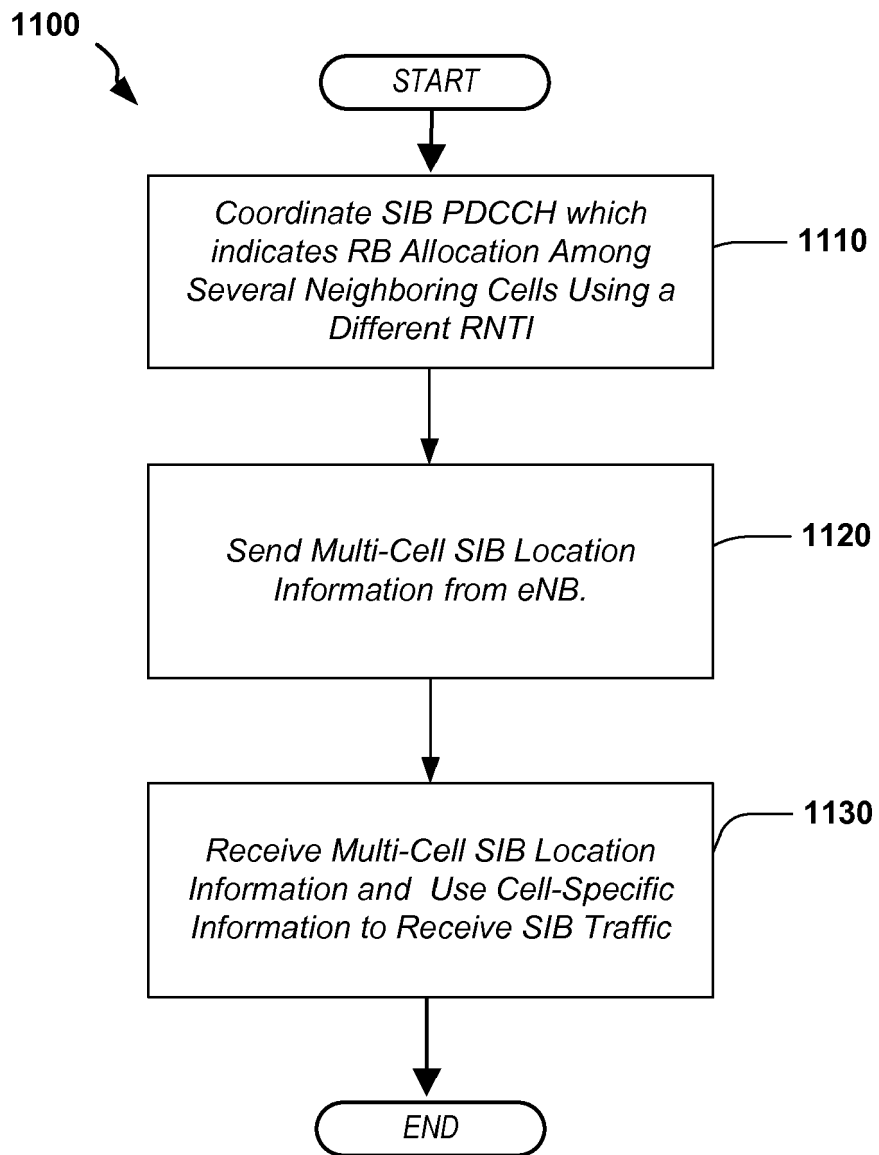 1100
START
Coordinate SIB PDCCH which
indicates RB Allocation Among
Several Neighboring Cells Using a
Different RNTI
1110
Send Multi-Cell SIB Location
Information from eNB.
1120
Receive Multi-Cell SIB Location
Information and Use Cell-Specific
Information to Receive SIB Traffic
1130
END